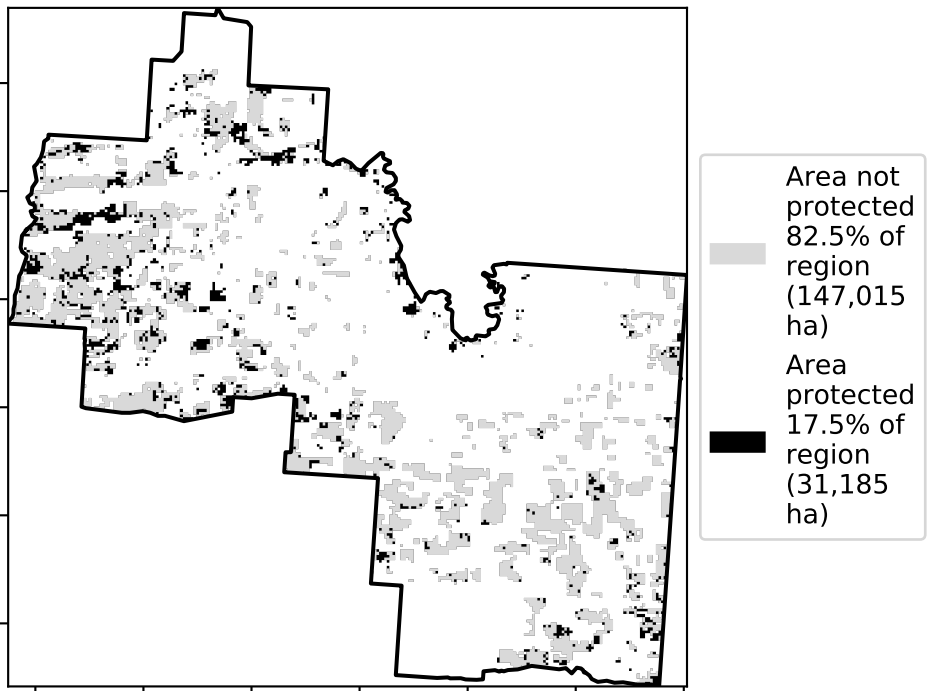 Area not
protected
82.5% of
region
(147,015
ha)
Area
protected
17.5% of
region
(31,185
ha)